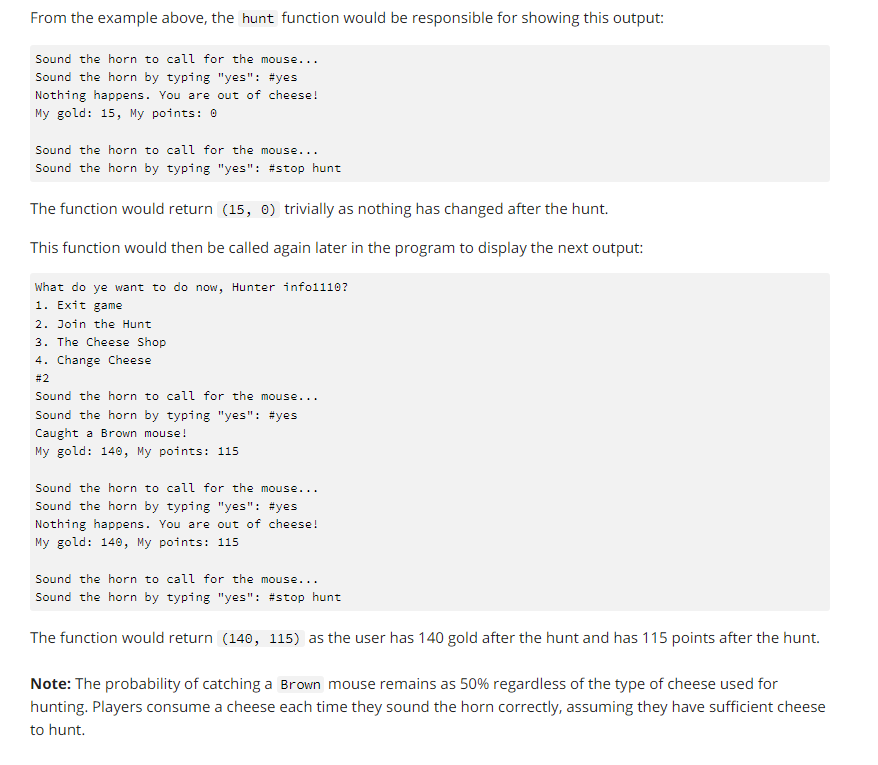 From the example above, the hunt function would be responsible for showing this output:
Sound the horn to call for the mouse...
Sound the horn by typing "yes": #yes
Nothing happens. You are out of cheese!
My gold: 15, My points: 0
Sound the horn to call for the mouse...
Sound the horn by typing "yes": #stop hunt
The function would return (15, 0) trivially as nothing has changed after the hunt.
This function would then be called again later in the program to display the next output:
What do ye want to do now, Hunter info1110?
1. Exit game
2. Join the Hunt
3. The Cheese Shop
4. Change Cheese
#2
Sound the horn to call for the mouse...
Sound the horn by typing "yes": #yes
Caught a Brown mouse!
My gold: 140, My points: 115
Sound the horn to call for the mouse...
Sound the horn by typing "yes": #yes
Nothing happens. You are out of cheese!
My gold: 140, My points: 115
Sound the horn to call for the mouse...
Sound the horn by typing "yes": #stop hunt
The function would return (140, 115) as the user has 140 gold after the hunt and has 115 points after the hunt.
Note: The probability of catching a Brown mouse remains as 50% regardless of the type of cheese used for
hunting. Players consume a cheese each time they sound the horn correctly, assuming they have sufficient cheese
to hunt.